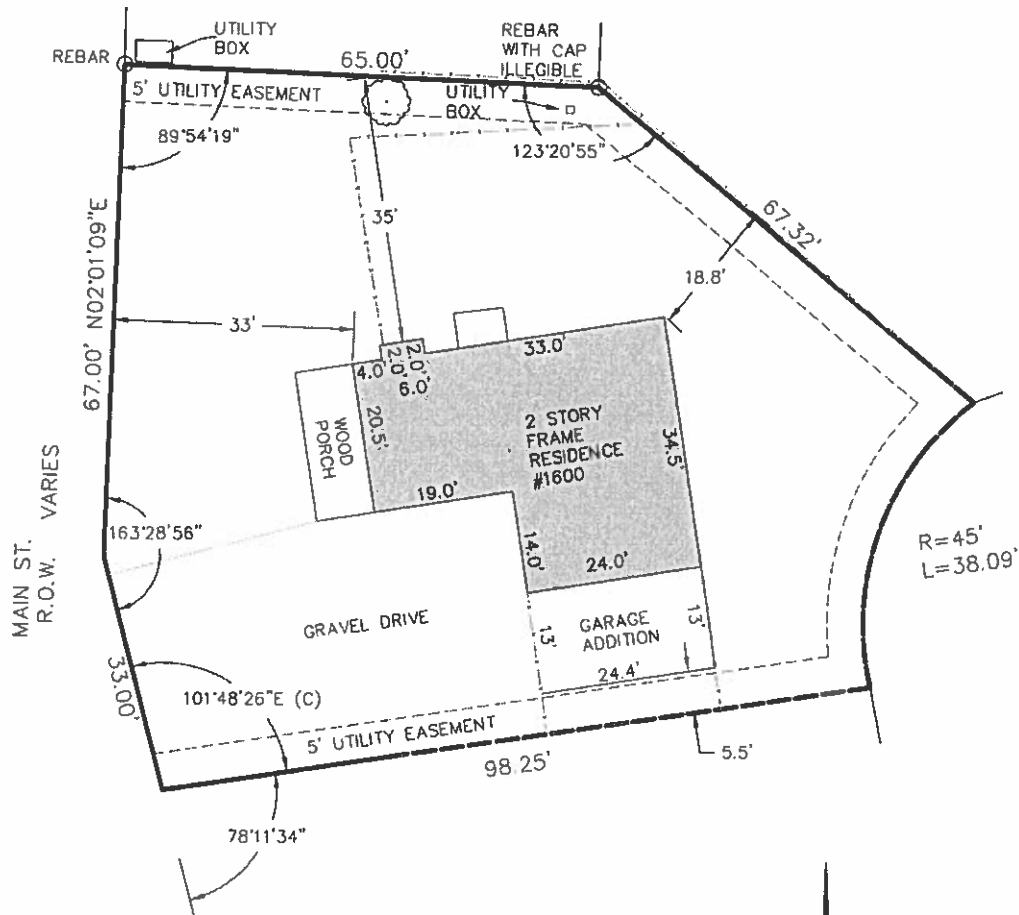 UTILITY
BOX
REBAR
65.00'
REBAR
WITH CAP
ILLEGIBLE
5' UTILITY EASEMENT
UTILITY
BOX
89°54'19"
123°20'55"
67.32'
35'
18.8'
67.00' N02°01'09"E
33'
33.0'
4.0'
2.0'
2.0'
6.0'
WOOD
PORCH
20.5'
2 STORY
FRAME
RESIDENCE
#1600
34.5'
19.0'
MAIN ST. VARIES
R.O.W.
163°28'56"
14.0'
24.0'
R=45'
L=38.09'
GRAVEL DRIVE
GARAGE
ADDITION
13'
13'
24.4'
33.00'
101°48'26"E (C)
5' UTILITY EASEMENT
5.5'
98.25'
78°11'34"